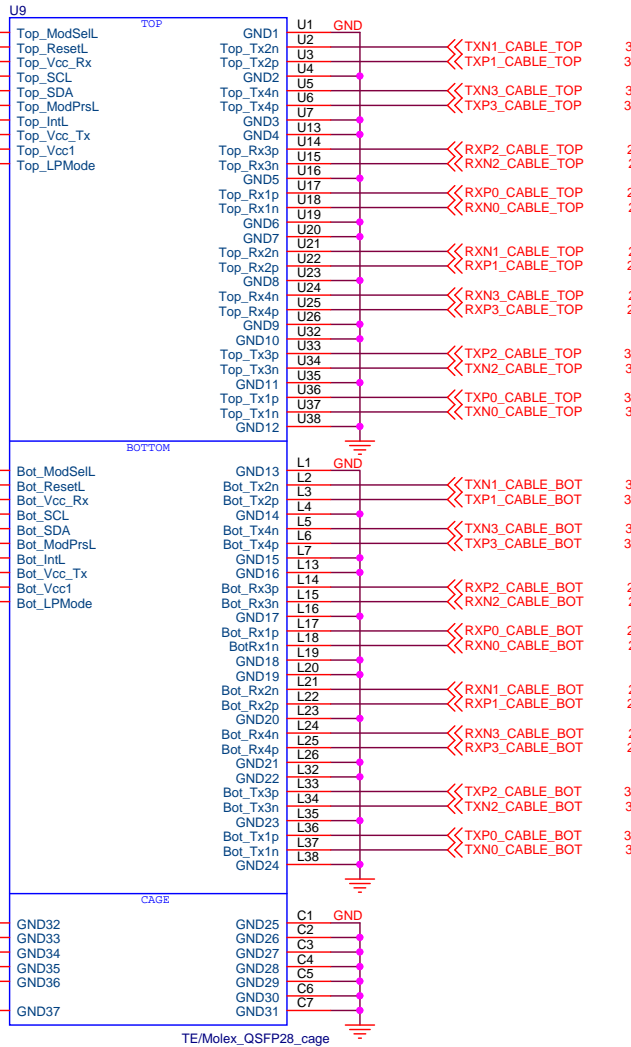 U9
TOP
Top_ModSelL GND1 U1 GND
Top_ResetL Top_Tx2n U2 TXN1_CABLE_TOP
Top_Vcc_Rx Top_Tx2p U3 TXP1_CABLE_TOP
Top_SCL GND2 U4
Top_SDA Top_Tx4n U5 TXN3_CABLE_TOP
Top_ModPrsL Top_Tx4p U6 TXP3_CABLE_TOP
Top_IntL GND3 U7
Top_Vcc_Tx GND4 U13
Top_Vcc1 Top_Rx3p U14 RXP2_CABLE_TOP
Top_LPMode Top_Rx3n U15 RXN2_CABLE_TOP
GND5 U16
Top_Rx1p U17 RXP0_CABLE_TOP
Top_Rx1n U18 RXN0_CABLE_TOP
GND6 U19
GND7 U20
Top_Rx2n U21 RXN1_CABLE_TOP
Top_Rx2p U22 RXP1_CABLE_TOP
GND8 U23
Top_Rx4n U24 RXN3_CABLE_TOP
Top_Rx4p U25 RXP3_CABLE_TOP
GND9 U26
GND10 U32
Top_Tx3p U33 TXP2_CABLE_TOP
Top_Tx3n U34 TXN2_CABLE_TOP
GND11 U35
Top_Tx1p U36 TXP0_CABLE_TOP
Top_Tx1n U37 TXN0_CABLE_TOP
GND12 U38
BOTTOM
Bot_ModSelL GND13 L1 GND
Bot_ResetL Bot_Tx2n L2 TXN1_CABLE_BOT
Bot_Vcc_Rx Bot_Tx2p L3 TXP1_CABLE_BOT
Bot_SCL GND14 L4
Bot_SDA Bot_Tx4n L5 TXN3_CABLE_BOT
Bot_ModPrsL Bot_Tx4p L6 TXP3_CABLE_BOT
Bot_IntL GND15 L7
Bot_Vcc_Tx GND16 L13
Bot_Vcc1 Bot_Rx3p L14 RXP2_CABLE_BOT
Bot_LPMode Bot_Rx3n L15 RXN2_CABLE_BOT
GND17 L16
Bot_Rx1p L17 RXP0_CABLE_BOT
BotRx1n L18 RXN0_CABLE_BOT
GND18 L19
GND19 L20
Bot_Rx2n L21 RXN1_CABLE_BOT
Bot_Rx2p L22 RXP1_CABLE_BOT
GND20 L23
Bot_Rx4n L24 RXN3_CABLE_BOT
Bot_Rx4p L25 RXP3_CABLE_BOT
GND21 L26
GND22 L32
Bot_Tx3p L33 TXP2_CABLE_BOT
Bot_Tx3n L34 TXN2_CABLE_BOT
GND23 L35
Bot_Tx1p L36 TXP0_CABLE_BOT
Bot_Tx1n L37 TXN0_CABLE_BOT
GND24 L38
CAGE
GND32 GND25 C1 GND
GND33 GND26 C2
GND34 GND27 C3
GND35 GND28 C4
GND36 GND29 C5
GND30 C6
GND37 GND31 C7
TE/Molex_QSFP28_cage